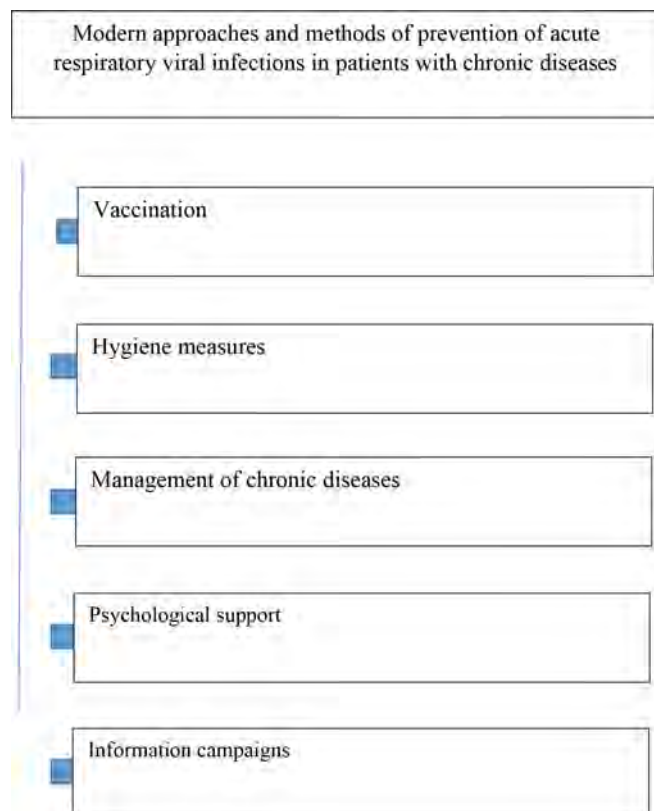 Modern approaches and methods of prevention of acute
respiratory viral infections in patients with chronic diseases
Vaccination
Hygiene measures
Management of chronic diseases
Psychological support
Information campaigns